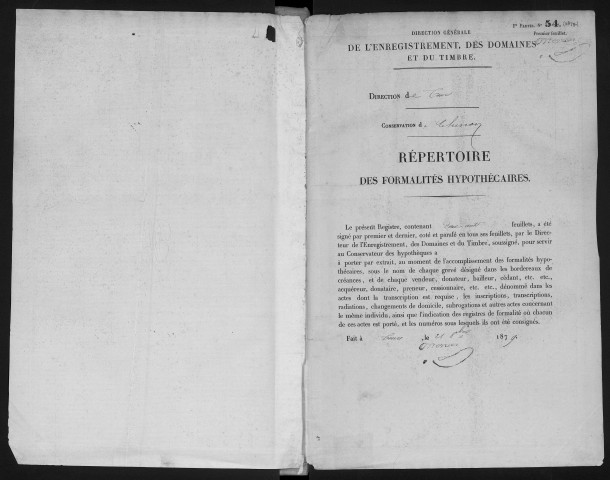 54
Premier feuillet.
DIRECTION GÉNÉRALE
DE L'ENREGISTREMENT, DES DOMAINES
ET DU TIMBRE.
DIRECTION d
CONSERVATION d Chinon
RÉPERTOIRE
DES FORMALITÉS HYPOTHÉCAIRES.
Le présent Registre, contenant feuillets, a été
signé par premier et dernier, coté et parafé en tous ses feuillets, par le Direc-
teur de l'Enregistrement, des Domaines et du Timbre, soussigné, pour servir
au Conservateur des hypothèques a
à porter par extrait, au moment de l'accomplissement des formalités hypo-
thécaires, sous le nom de chaque grevé désigné dans les bordereaux de
créances, et de chaque vendeur, donateur, bailleur, cédant, etc. etc.,
acquéreur, donataire, preneur, cessionnaire, etc. etc., dénommé dans les
actes dont la transcription est requise, les inscriptions, transcriptions,
radiations, changements de domicile, subrogations et autres actes concernant
le même individu, ainsi que l'indication des registres de formalité où chacun
de ces actes est porté, et les numéros sous lesquels ils ont été consignés.
Fait à Tours, le 187